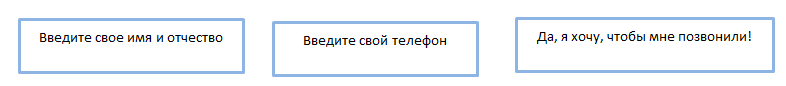 Введите свое имя и отчество
Введите свой телефон
Да, я хочу, чтобы мне позвонили!